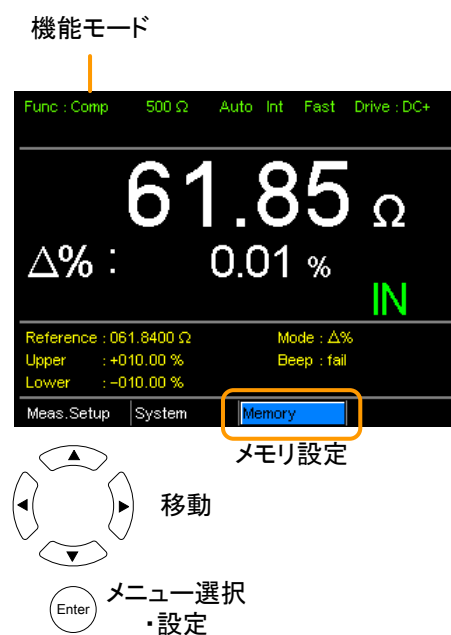 機能モード
Func : Comp 500 Ω Auto Int Fast Drive : DC+
61.85 Ω
Δ% : 0.01 %
IN
Reference : 061.8400 Ω Mode : Δ%
Upper : +010.00 % Beep : fail
Lower : −010.00 %
Meas.Setup System Memory
メモリ設定
移動
Enter メニュー選択
・設定